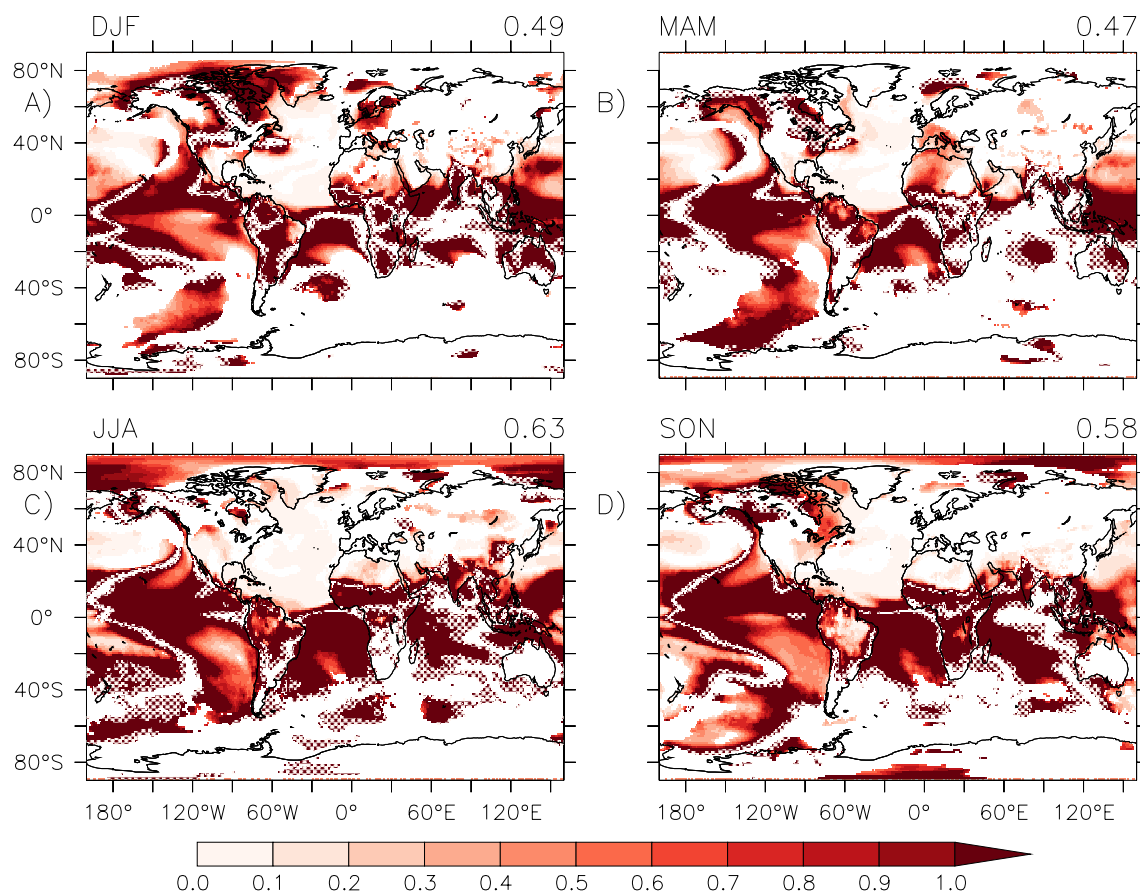 DJF 0.49 MAM 0.47
80°N
A) B)
40°N
0°
40°S
80°S
JJA 0.63 SON 0.58
80°N
C) D)
40°N
0°
40°S
80°S
180° 120°W 60°W 0° 60°E 120°E 180° 120°W 60°W 0° 60°E 120°E
0.0 0.1 0.2 0.3 0.4 0.5 0.6 0.7 0.8 0.9 1.0